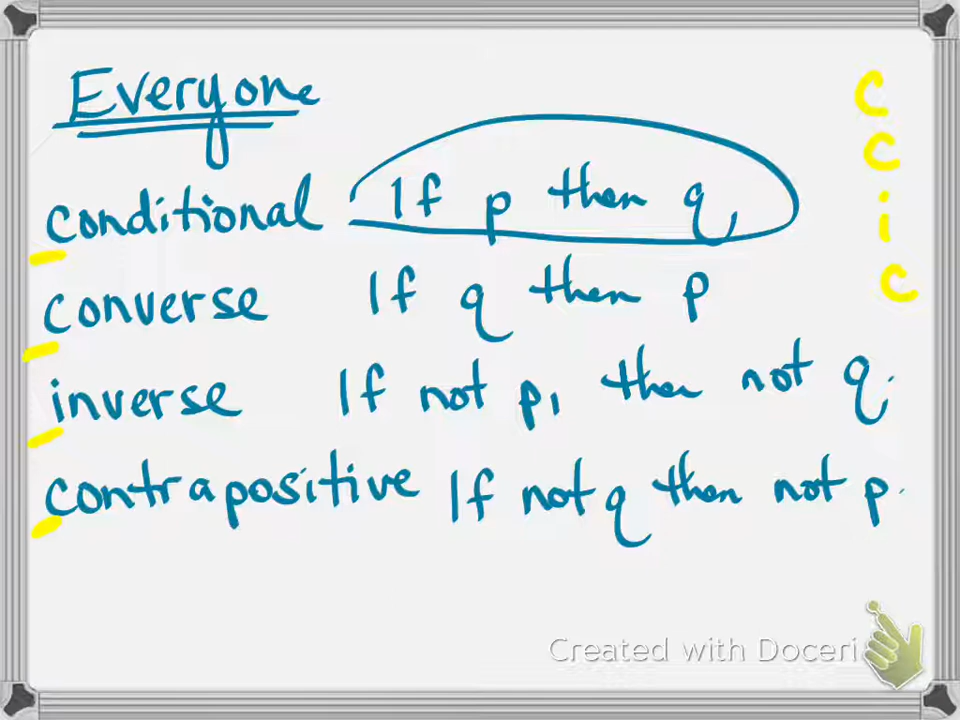 Everyone
conditional If p then q
converse If q then p
inverse If not p, then not q.
contrapositive If not q then not p.
c
c
i
c
Created with Doceri